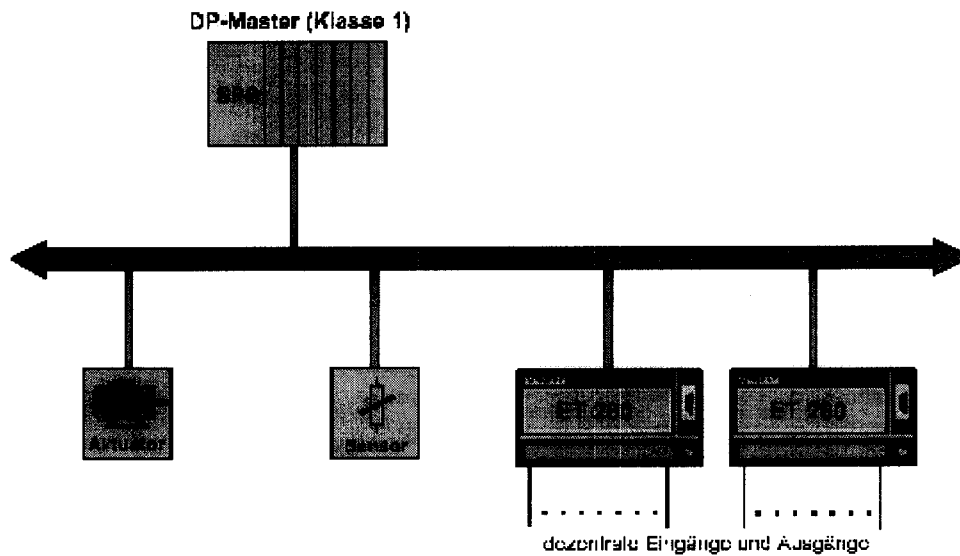 DP-Master (Klasse 1)
Aktuator
Sensor
ET 200
ET 200
dezentrale Eingänge und Ausgänge